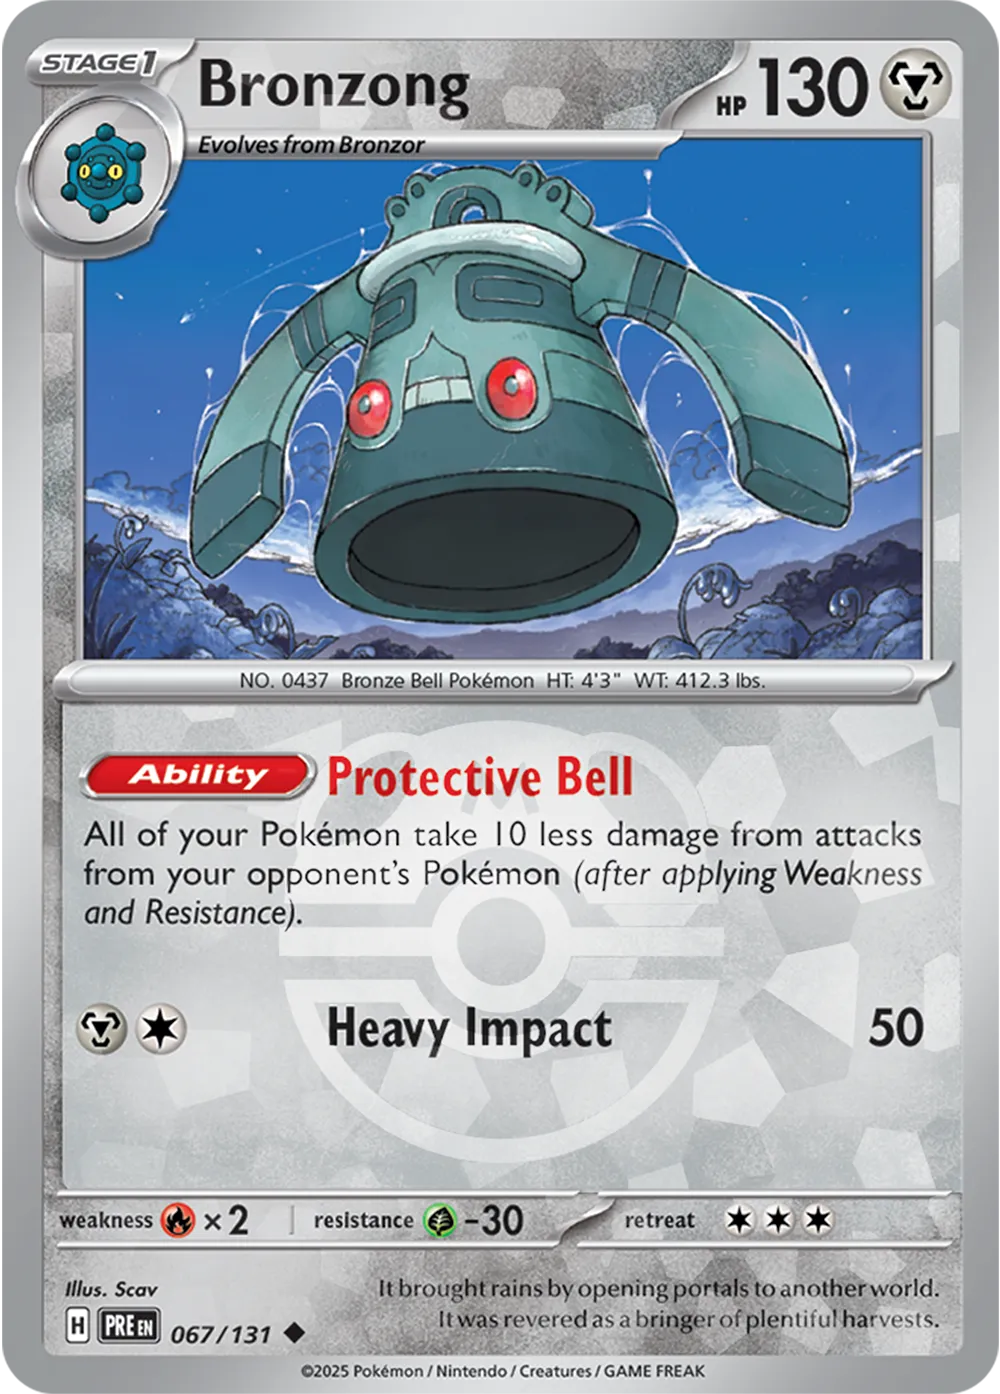 STAGE 1
Bronzong
HP 130
Evolves from Bronzor
NO. 0437 Bronze Bell Pokémon HT: 4'3" WT: 412.3 lbs.
Ability Protective Bell
All of your Pokémon take 10 less damage from attacks
from your opponent's Pokémon (after applying Weakness
and Resistance).
Heavy Impact 50
weakness ×2 resistance -30 retreat
Illus. Scav
It brought rains by opening portals to another world.
It was revered as a bringer of plentiful harvests.
H PRE EN 067/131
©2025 Pokémon / Nintendo / Creatures / GAME FREAK